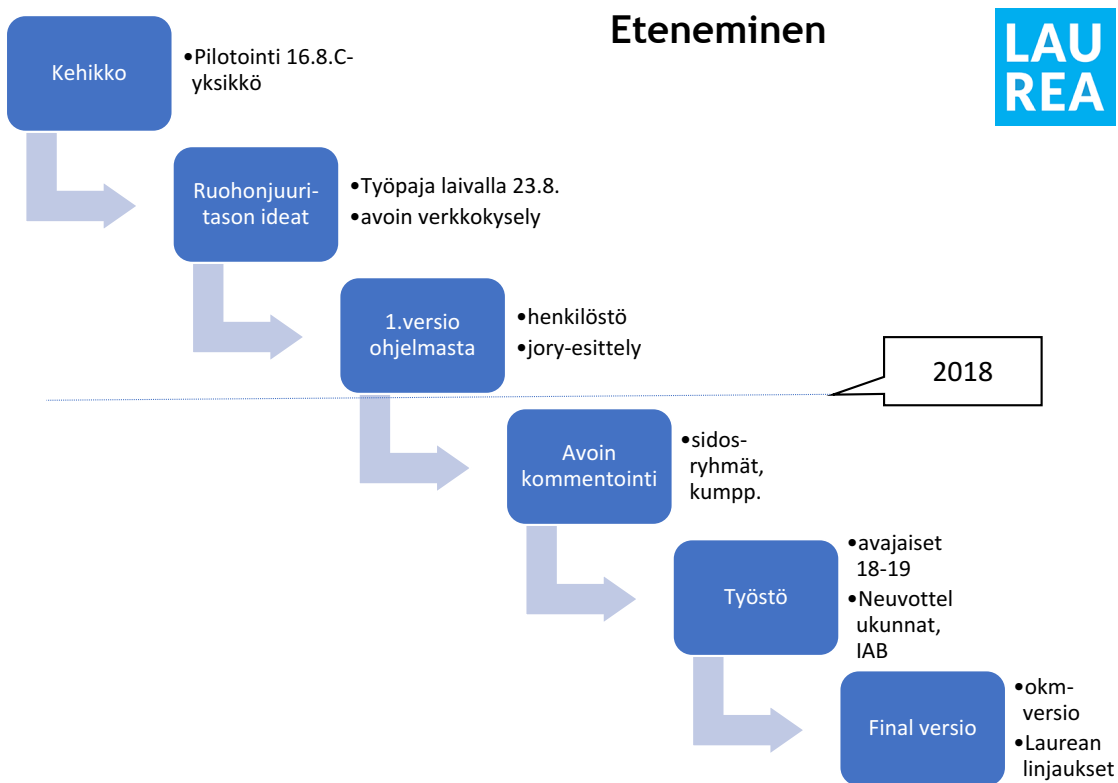 Eteneminen
LAU
REA
Kehikko
•Pilotointi 16.8.C-
yksikkö
Ruohonjuuri-
tason ideat
•Työpaja laivalla 23.8.
•avoin verkkokysely
1.versio
ohjelmasta
•henkilöstö
•jory-esittely
2018
Avoin
kommentointi
•sidos-
ryhmät,
kumpp.
Työstö
•avajaiset
18-19
•Neuvottel
ukunnat,
IAB
Final versio
•okm-
versio
•Laurean
linjaukset